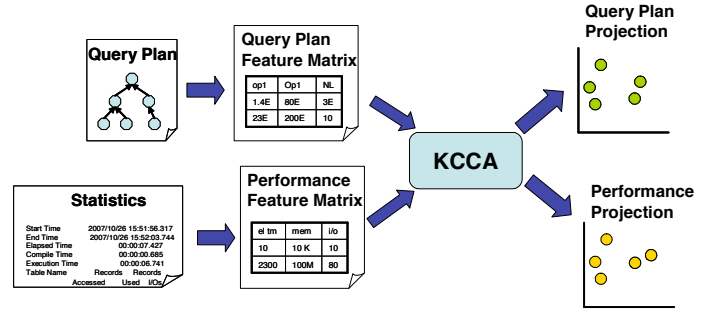 Query Plan
Query Plan
Feature Matrix
op1 Op1 NL
1.4E 80E 3E
23E 200E 10
KCCA
Query Plan
Projection
Statistics
Start Time 2007/10/26 15:51:56.317
End Time 2007/10/26 15:52:03.744
Elapsed Time 00:00:07.427
Compile Time 00:00:00.685
Execution Time 00:00:06.741
Table Name Records Records
Accessed Used I/Os
Performance
Feature Matrix
el tm mem i/o
10 10 K 10
2300 100M 80
Performance
Projection